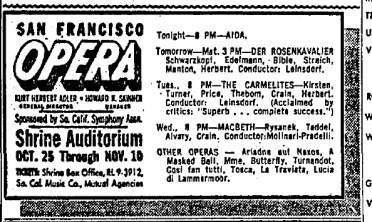 SAN FRANCISCO
OPERA
KURT HERBERT ADLER • HOWARD K. SKINNER
GENERAL DIRECTOR MANAGER
Sponsored by So. Calif. Symphony Assn.
Shrine Auditorium
OCT. 25 Through NOV. 10
TICKETS: Shrine Box Office, RI. 9-3912,
So. Cal. Music Co., Mutual Agencies
Tonight—8 PM—AIDA.
Tomorrow—Mat. 3 PM—DER ROSENKAVALIER
Schwarzkopf, Edelmann, Bible, Streich,
Manton, Herbert. Conductor: Leinsdorf.
Tues., 8 PM—THE CARMELITES—Kirsten,
Turner, Price, Thebom, Crain, Herbert.
Conductor: Leinsdorf. (Acclaimed by
critics: "Superb . . . complete success.")
Wed., 8 PM—MACBETH—Rysanek, Taddei,
Alvary, Crain. Conductor: Molinari-Pradelli.
OTHER OPERAS — Ariadne auf Naxos, A
Masked Ball, Mme. Butterfly, Turnandot,
Cosi fan tutti, Tosca, La Traviata, Lucia
di Lammermoor.